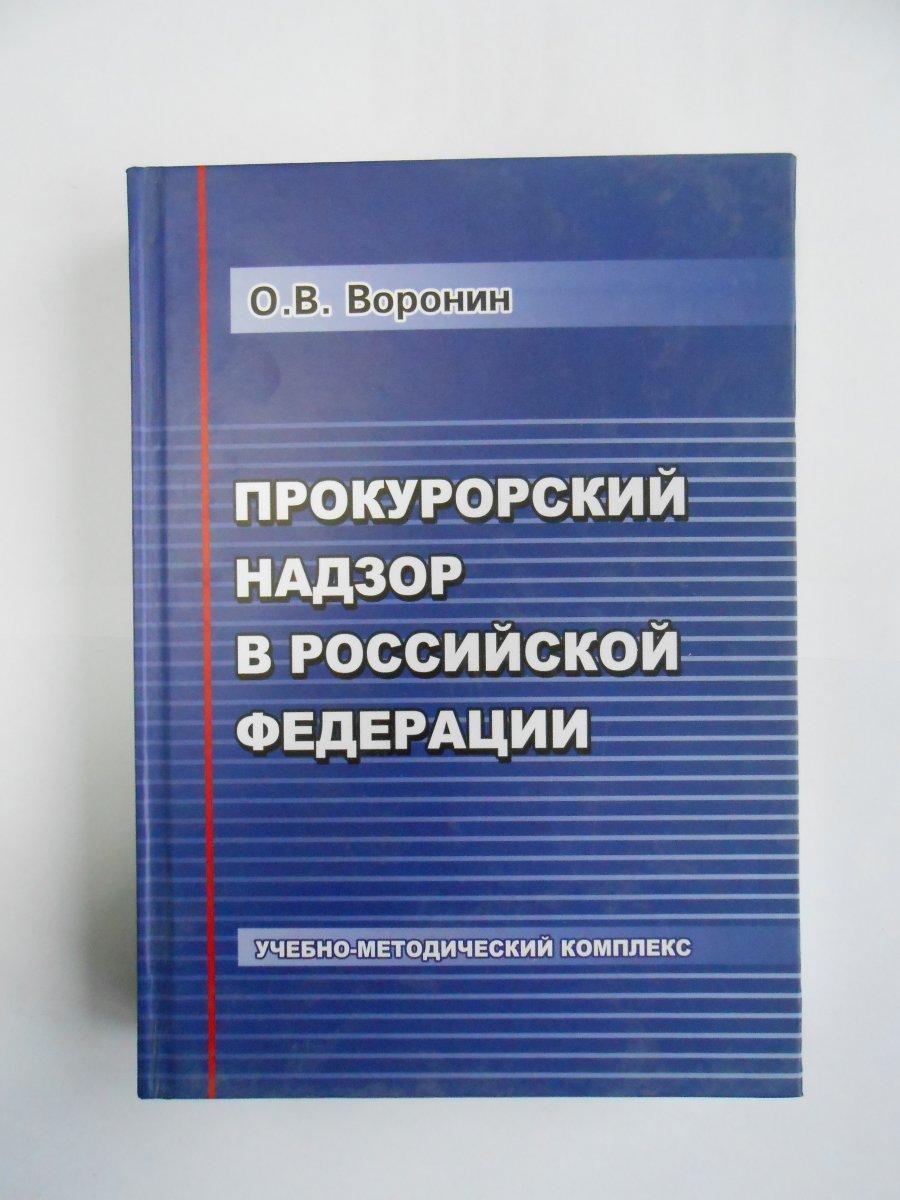 О.В. Воронин
ПРОКУРОРСКИЙ
НАДЗОР
В РОССИЙСКОЙ
ФЕДЕРАЦИИ
УЧЕБНО-МЕТОДИЧЕСКИЙ КОМПЛЕКС